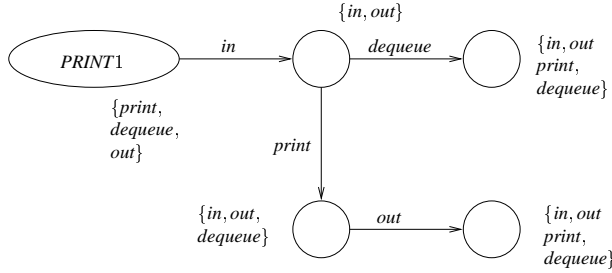 {in, out}
in
dequeue
PRINT1
{in, out
print,
dequeue}
{print,
dequeue,
out}
print
{in, out,
dequeue}
out
{in, out
print,
dequeue}